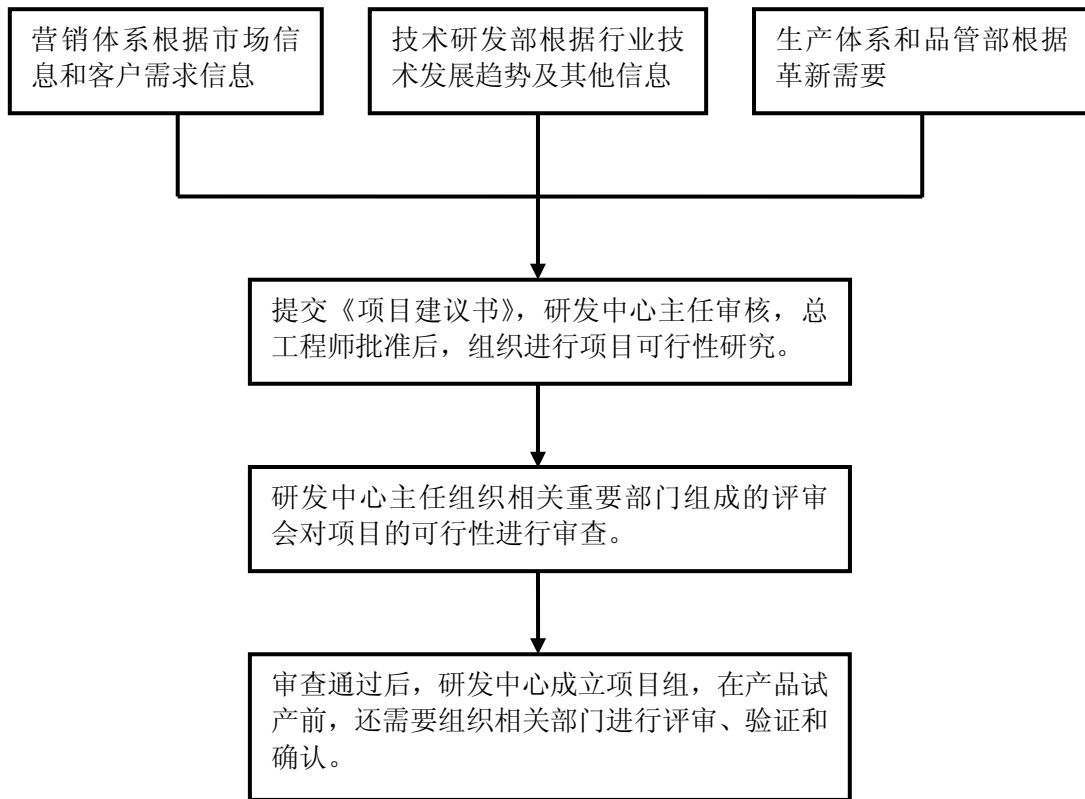 营销体系根据市场信
息和客户需求信息
技术研发部根据行业技
术发展趋势及其他信息
生产体系和品管部根据
革新需要
提交《项目建议书》，研发中心主任审核，总
工程师批准后，组织进行项目可行性研究。
研发中心主任组织相关重要部门组成的评审
会对项目的可行性进行审查。
审查通过后，研发中心成立项目组，在产品试
产前，还需要组织相关部门进行评审、验证和
确认。